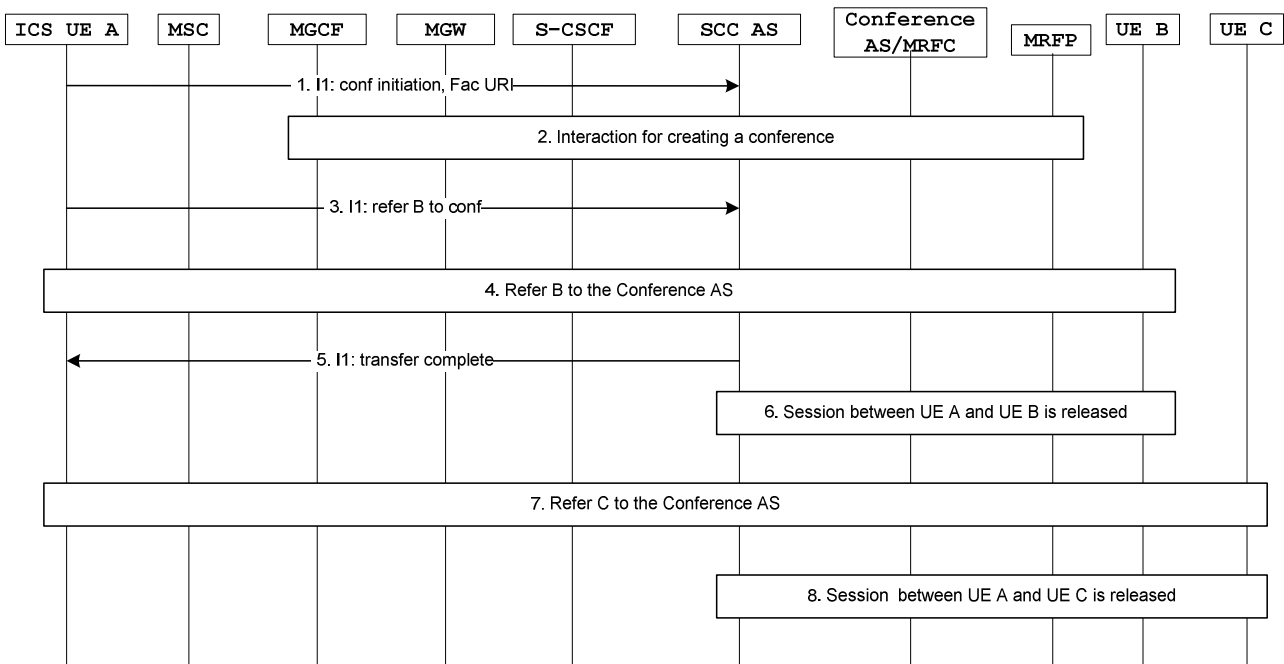 ICS UE A
MSC
MGCF
MGW
S-CSCF
SCC AS
Conference
AS/MRFC
MRFP
UE B
UE C
1. I1: conf initiation, Fac URI
2. Interaction for creating a conference
3. I1: refer B to conf
4. Refer B to the Conference AS
5. I1: transfer complete
6. Session between UE A and UE B is released
7. Refer C to the Conference AS
8. Session between UE A and UE C is released